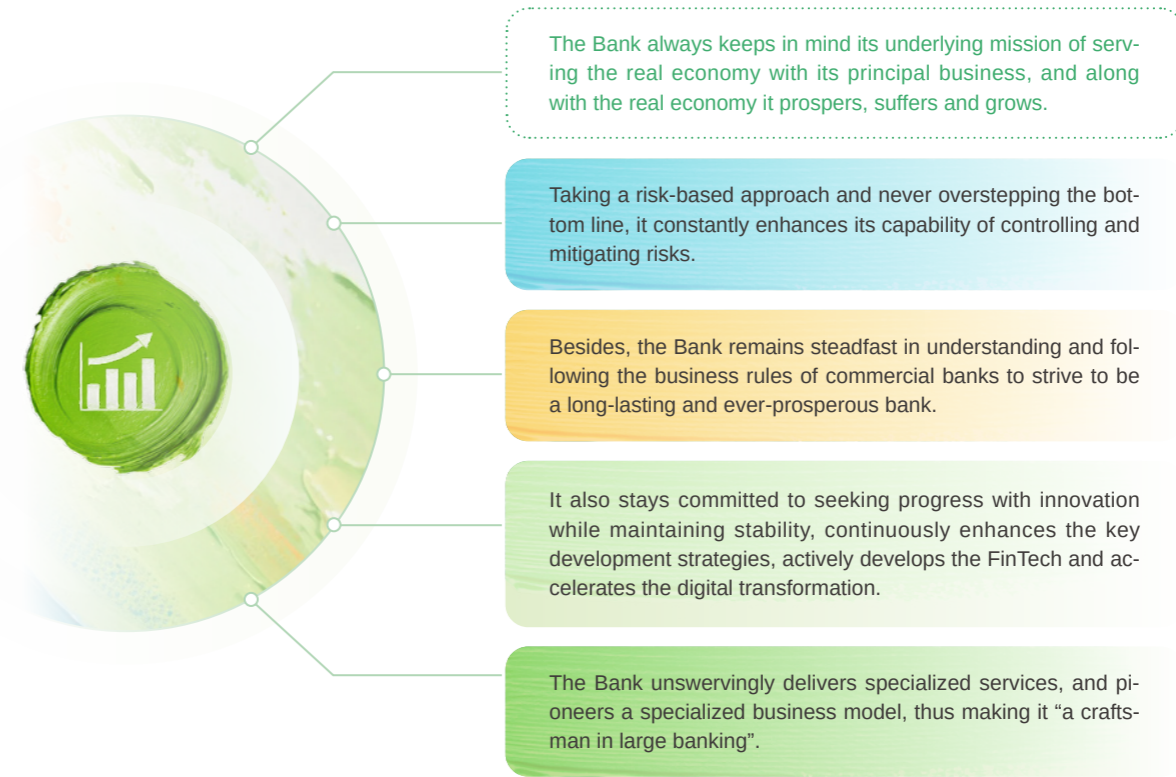 The Bank always keeps in mind its underlying mission of serv-
ing the real economy with its principal business, and along
with the real economy it prospers, suffers and grows.
Taking a risk-based approach and never overstepping the bot-
tom line, it constantly enhances its capability of controlling and
mitigating risks.
Besides, the Bank remains steadfast in understanding and fol-
lowing the business rules of commercial banks to strive to be
a long-lasting and ever-prosperous bank.
It also stays committed to seeking progress with innovation
while maintaining stability, continuously enhances the key
development strategies, actively develops the FinTech and ac-
celerates the digital transformation.
The Bank unswervingly delivers specialized services, and pi-
oneers a specialized business model, thus making it “a crafts-
man in large banking”.